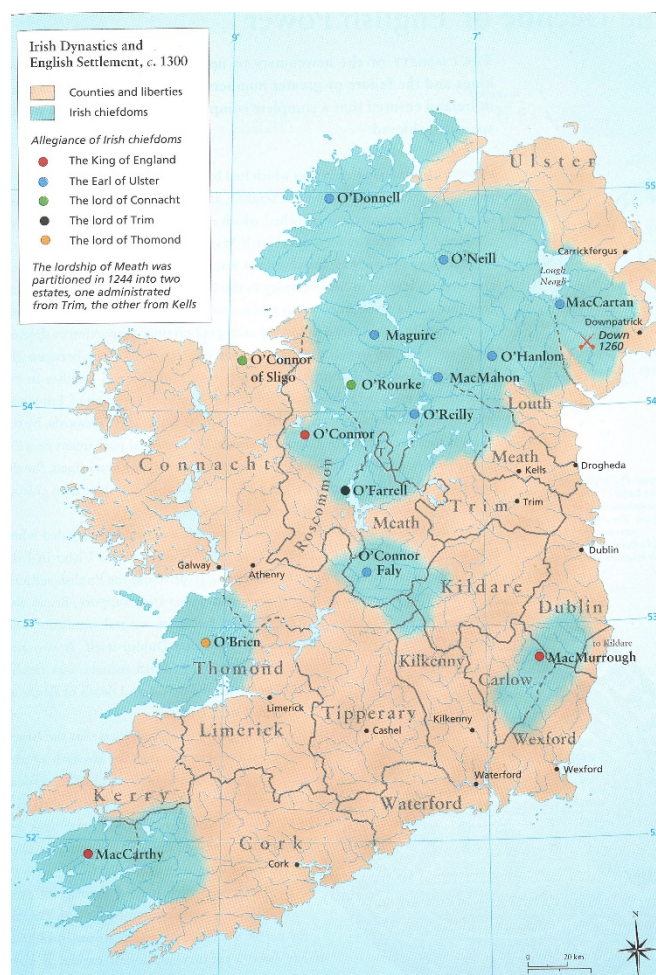 Irish Dynasties and
English Settlement, c. 1300
Counties and liberties
Irish chiefdoms
Allegiance of Irish chiefdoms
The King of England
The Earl of Ulster
The lord of Connacht
The lord of Trim
The lord of Thomond
The lordship of Meath was
partitioned in 1244 into two
estates, one administrated
from Trim, the other from Kells
9°
7°
Ulster
55°
O'Donnell
O'Neill
Carrickfergus
Lough
Neagh
MacCartan
Downpatrick
Down
1260
Maguire
O'Hanlon
O'Connor
of Sligo
O'Rourke
MacMahon
O'Reilly
Louth
54°
54°
O'Connor
Connacht
Roscommon
T
Meath
Kells
Drogheda
O'Farrell
Trim
Trim
Meath
Galway
Athenry
O'Connor
Faly
Kildare
Dublin
Dublin
53°
53°
O'Brien
Thomond
to Kildare
MacMurrough
Kilkenny
Carlow
Limerick
Limerick
Tipperary
Cashel
Kilkenny
Wexford
Wexford
Waterford
Waterford
Kerry
52°
MacCarthy
Cork
Cork
N
0
20 km